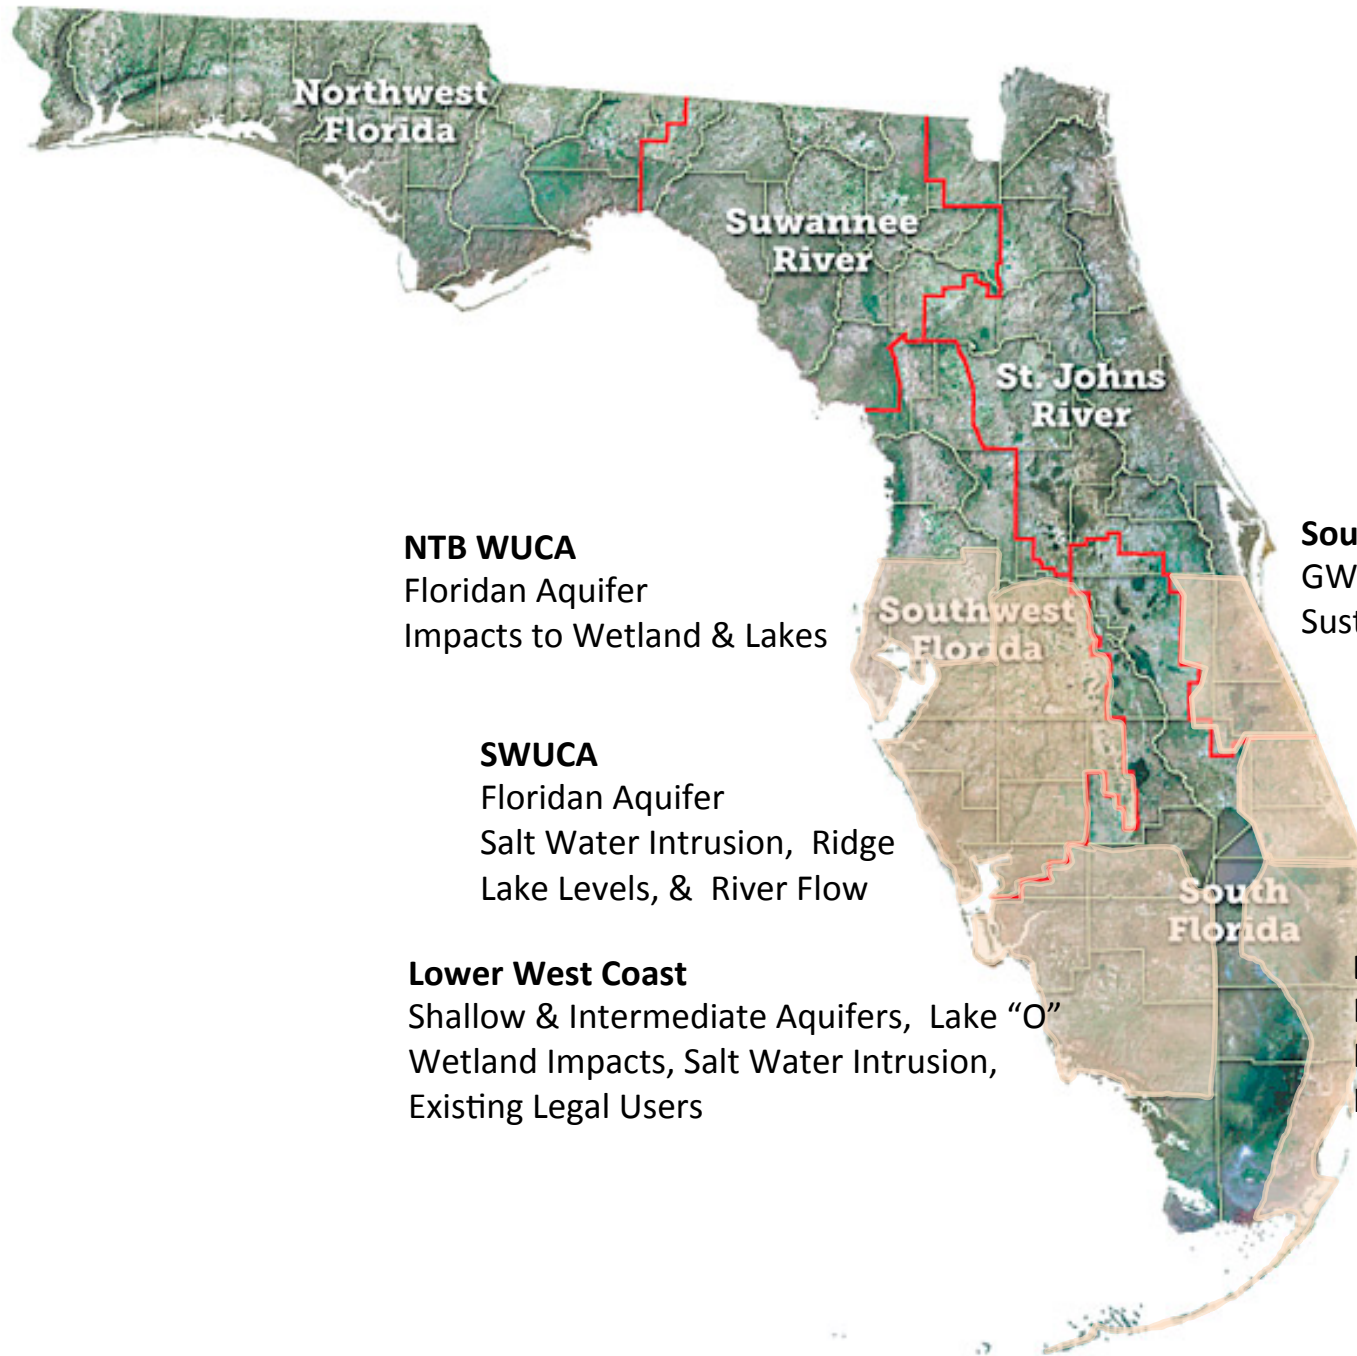 Northwest
Florida
Suwannee
River
St. Johns
River
NTB WUCA
Floridan Aquifer
Impacts to Wetland & Lakes
Southwest
Florida
GW
SWUCA
Floridan Aquifer
Salt Water Intrusion, Ridge
Lake Levels, & River Flow
South
Florida
Lower West Coast
Shallow & Intermediate Aquifers, Lake “O”
Wetland Impacts, Salt Water Intrusion,
Existing Legal Users